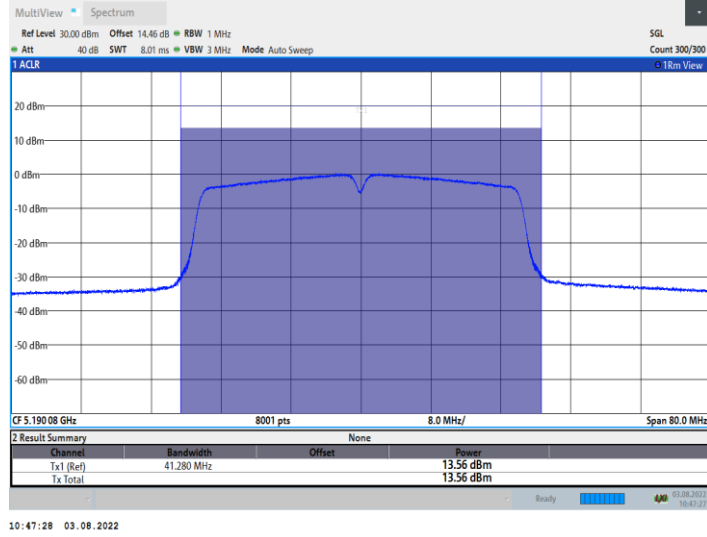 MultiView Spectrum
Ref Level 30.00 dBm Offset 14.46 dB RBW 1 MHz SGL
Att 40 dB SWT 8.01 ms VBW 3 MHz Mode Auto Sweep Count 300/300
1 ACLR 1Rm View
20 dBm
10 dBm
0 dBm
-10 dBm
-20 dBm
-30 dBm
-40 dBm
-50 dBm
-60 dBm
CF 5.190 08 GHz 8001 pts 8.0 MHz/ Span 80.0 MHz
2 Result Summary None
Channel Bandwidth Offset Power
Tx1 (Ref) 41.280 MHz 13.56 dBm
Tx Total 13.56 dBm
Ready 03.08.2022
10:47:27
10:47:28 03.08.2022